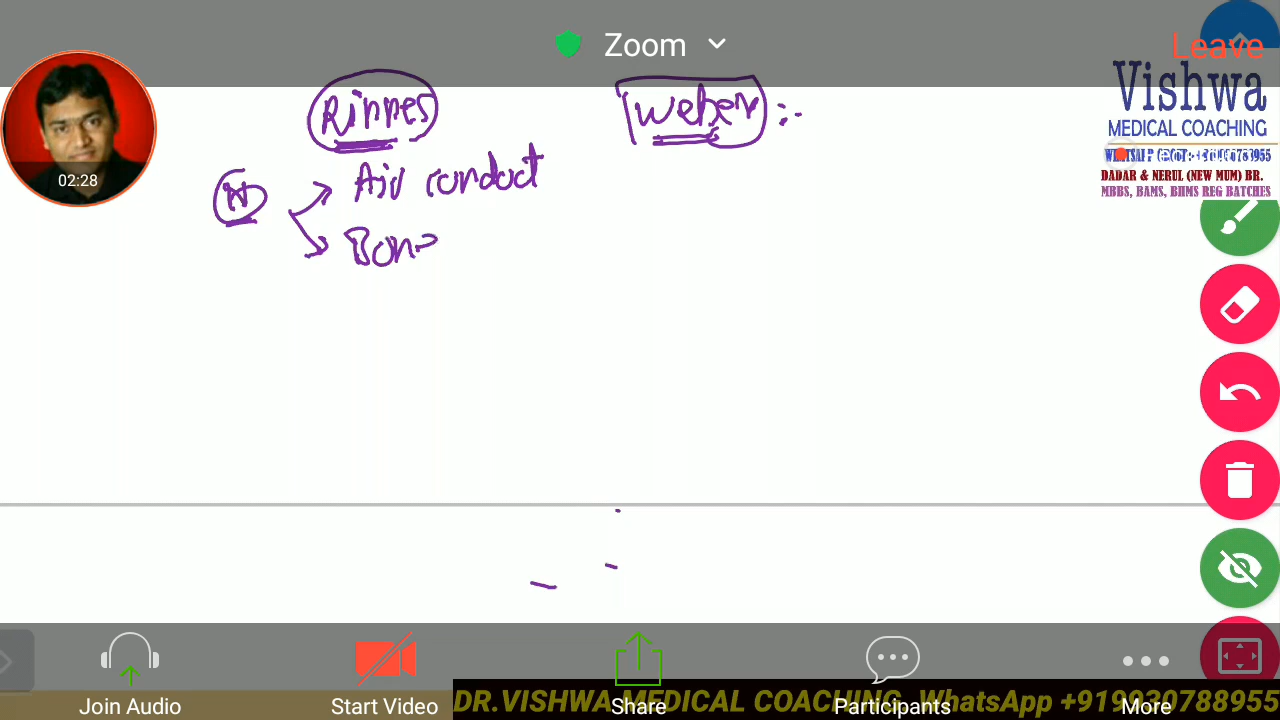 Zoom
Leave
Vishwa
MEDICAL COACHING
DADAR & NERUL (NEW MUM) BR.
MBBS, BAMS, BHMS REG BATCHES
02:28
Rinnes
Weber :-
N
Air conduct
Bon
Join Audio
Start Video
Share
Participants
More
DR.VISHWA MEDICAL COACHING, WhatsApp +919930788955